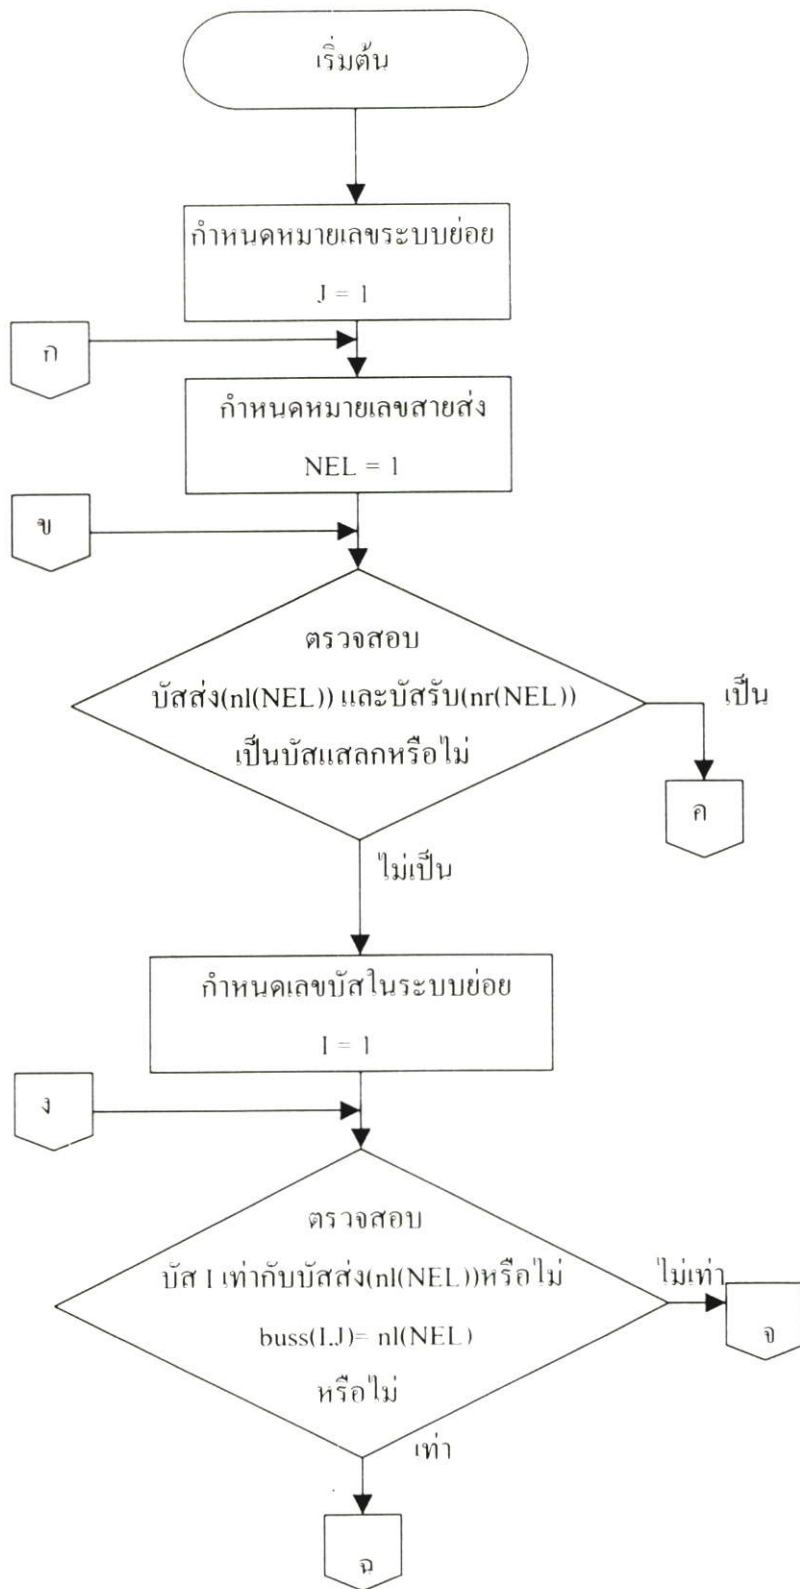 เริ่มต้น
กำหนดหมายเลขระบบย่อย
J = 1
ก
กำหนดหมายเลขสายส่ง
NEL = 1
ข
ตรวจสอบ
บัสส่ง(nl(NEL)) และบัสรับ(nr(NEL))
เป็นบัสแสลกหรือไม่
เป็น
ค
ไม่เป็น
กำหนดเลขบัสในระบบย่อย
I = 1
ง
ตรวจสอบ
บัส I เท่ากับบัสส่ง(nl(NEL))หรือไม่
buss(I,J)= nl(NEL)
หรือไม่
ไม่เท่า
จ
เท่า
ฉ